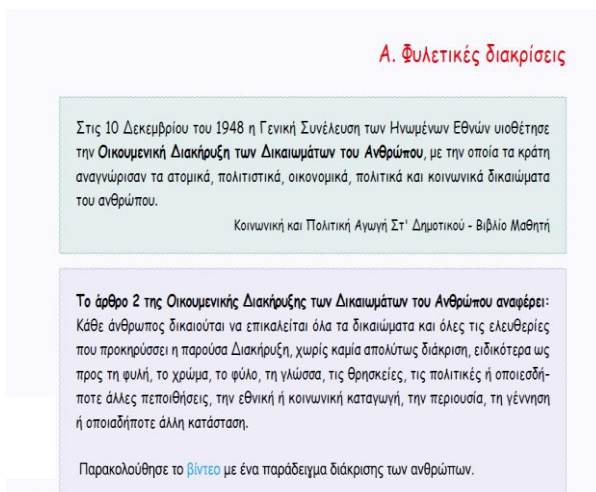 Α. Φυλετικές διακρίσεις
Στις 10 Δεκεμβρίου του 1948 η Γενική Συνέλευση των Ηνωμένων Εθνών υιοθέτησε
την Οικουμενική Διακήρυξη των Δικαιωμάτων του Ανθρώπου, με την οποία τα κράτη
αναγνώρισαν τα ατομικά, πολιτιστικά, οικονομικά, πολιτικά και κοινωνικά δικαιώματα
του ανθρώπου.
Κοινωνική και Πολιτική Αγωγή Στ' Δημοτικού - Βιβλίο Μαθητή
Το άρθρο 2 της Οικουμενικής Διακήρυξης των Δικαιωμάτων του Ανθρώπου αναφέρει:
Κάθε άνθρωπος δικαιούται να επικαλείται όλα τα δικαιώματα και όλες τις ελευθερίες
που προκηρύσσει η παρούσα Διακήρυξη, χωρίς καμία απολύτως διάκριση, ειδικότερα ως
προς τη φυλή, το χρώμα, το φύλο, τη γλώσσα, τις θρησκείες, τις πολιτικές ή οποιεσδή-
ποτε άλλες πεποιθήσεις, την εθνική ή κοινωνική καταγωγή, την περιουσία, τη γέννηση
ή οποιαδήποτε άλλη κατάσταση.
Παρακολούθησε το βίντεο με ένα παράδειγμα διάκρισης των ανθρώπων.